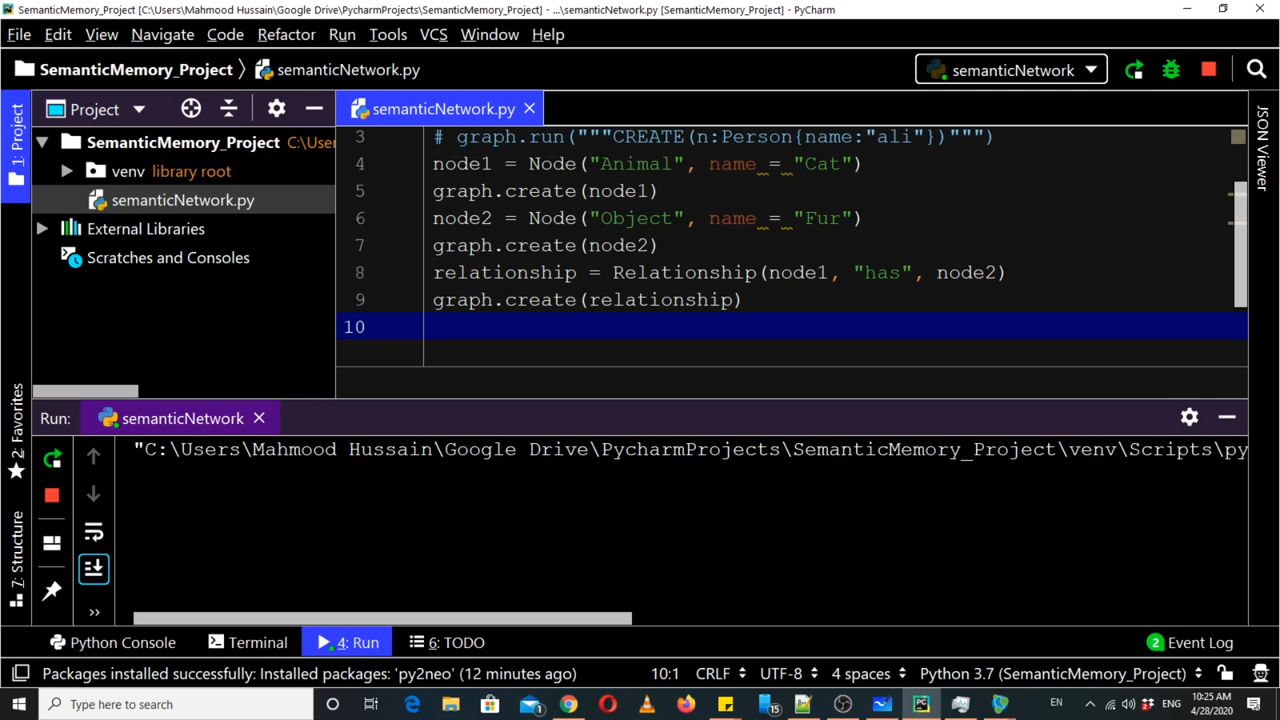 SemanticMemory_Project [C:\Users\Mahmood Hussain\Google Drive\PycharmProjects\SemanticMemory_Project] - ...\semanticNetwork.py [SemanticMemory_Project] - PyCharm
File Edit View Navigate Code Refactor Run Tools VCS Window Help
SemanticMemory_Project semanticNetwork.py semanticNetwork
1: Project
Project
semanticNetwork.py
SemanticMemory_Project C:\User
venv library root
semanticNetwork.py
External Libraries
Scratches and Consoles
3 # graph.run("""CREATE(n:Person{name:"ali"})""")
4 node1 = Node("Animal", name = "Cat")
5 graph.create(node1)
6 node2 = Node("Object", name = "Fur")
7 graph.create(node2)
8 relationship = Relationship(node1, "has", node2)
9 graph.create(relationship)
10
JSON Viewer
2: Favorites
7: Structure
Run: semanticNetwork
"C:\Users\Mahmood Hussain\Google Drive\PycharmProjects\SemanticMemory_Project\venv\Scripts\py
Python Console Terminal 4: Run 6: TODO 2 Event Log
Packages installed successfully: Installed packages: 'py2neo' (12 minutes ago) 10:1 CRLF UTF-8 4 spaces Python 3.7 (SemanticMemory_Project)
Type here to search 1 15 PC EN ENG 10:25 AM
4/28/2020